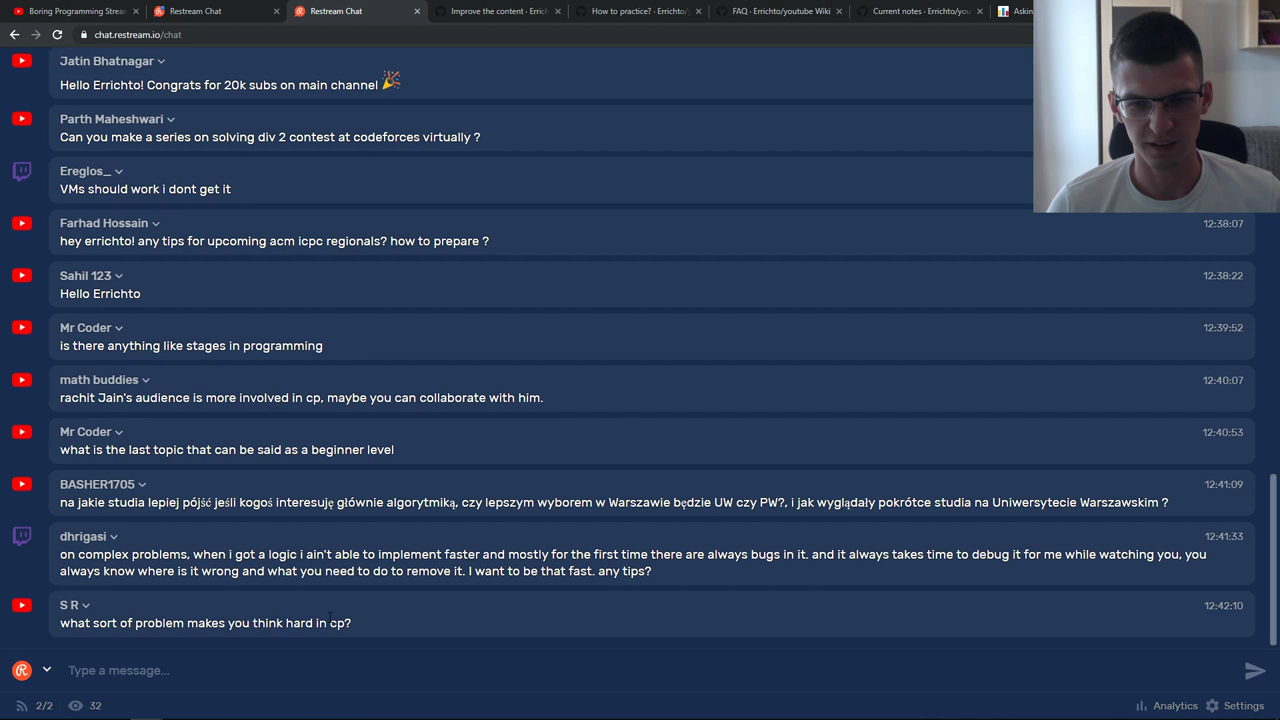 Boring Programming Strea
Restream Chat
Restream Chat
Improve the content · Errich
How to practice? · Errichto/y
FAQ · Errichto/youtube Wiki
Current notes · Errichto/you
Askin
chat.restream.io/chat
Jatin Bhatnagar
Hello Errichto! Congrats for 20k subs on main channel 🎉
Parth Maheshwari
Can you make a series on solving div 2 contest at codeforces virtually ?
Ereglos_
VMs should work i dont get it
Farhad Hossain
12:38:07
hey errichto! any tips for upcoming acm icpc regionals? how to prepare ?
Sahil 123
12:38:22
Hello Errichto
Mr Coder
12:39:52
is there anything like stages in programming
math buddies
12:40:07
rachit Jain's audience is more involved in cp, maybe you can collaborate with him.
Mr Coder
12:40:53
what is the last topic that can be said as a beginner level
BASHER1705
12:41:09
na jakie studia lepiej pójść jeśli kogoś interesuję głównie algorytmiką, czy lepszym wyborem w Warszawie będzie UW czy PW?, i jak wyglądały pokrótce studia na Uniwersytecie Warszawskim ?
dhrigasi
12:41:33
on complex problems, when i got a logic i ain't able to implement faster and mostly for the first time there are always bugs in it. and it always takes time to debug it for me while watching you, you
always know where is it wrong and what you need to do to remove it. I want to be that fast. any tips?
S R
12:42:10
what sort of problem makes you think hard in cp?
Type a message...
2/2
32
Analytics
Settings